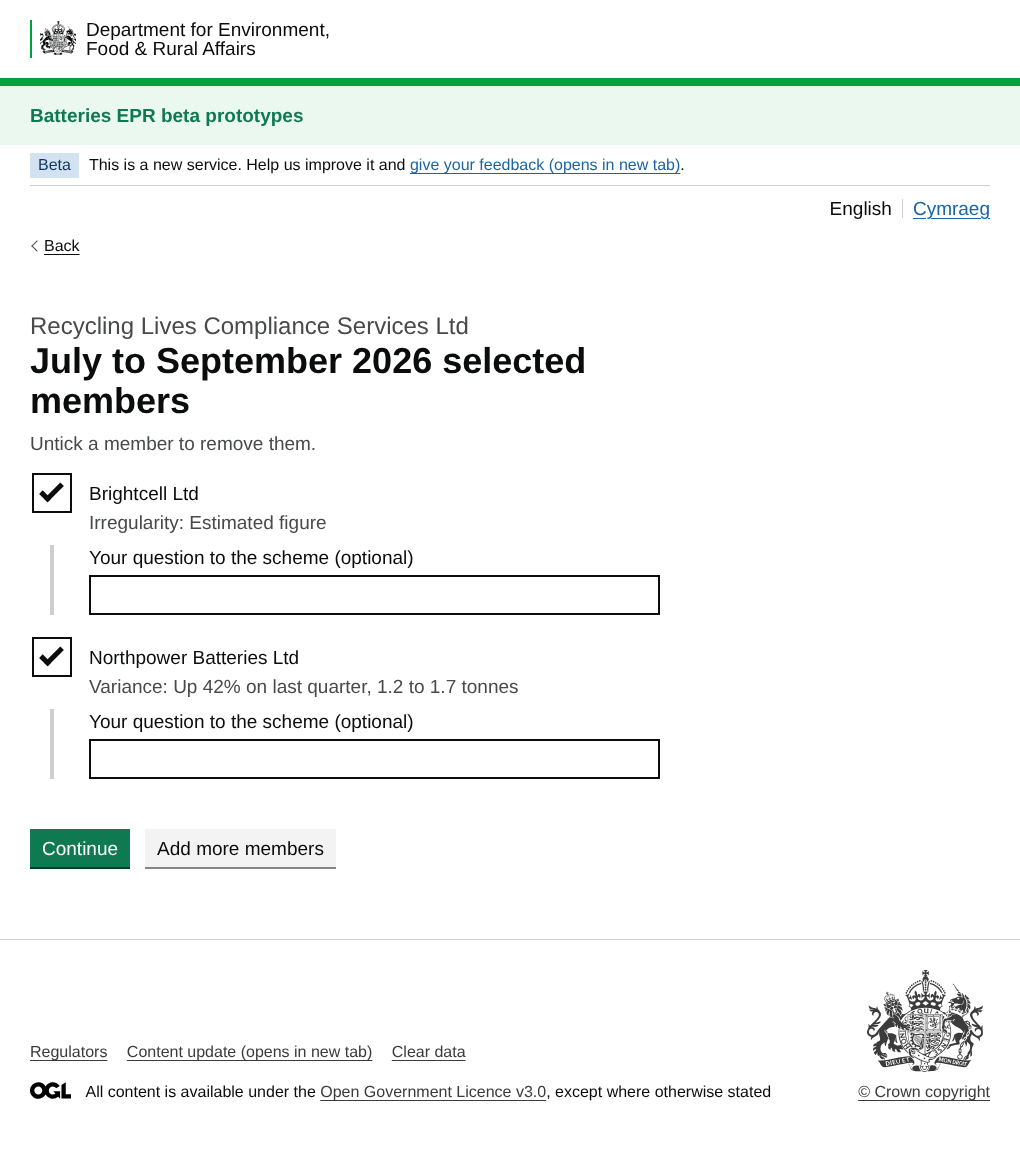 Department for Environment,
Food & Rural Affairs
Batteries EPR beta prototypes
Beta This is a new service. Help us improve it and give your feedback (opens in new tab).
English Cymraeg
Back
Recycling Lives Compliance Services Ltd
July to September 2026 selected
members
Untick a member to remove them.
Brightcell Ltd
Irregularity: Estimated figure
Your question to the scheme (optional)
Northpower Batteries Ltd
Variance: Up 42% on last quarter, 1.2 to 1.7 tonnes
Your question to the scheme (optional)
Continue Add more members
Regulators Content update (opens in new tab) Clear data
OGL All content is available under the Open Government Licence v3.0, except where otherwise stated
DIEU ET MON DROIT
© Crown copyright